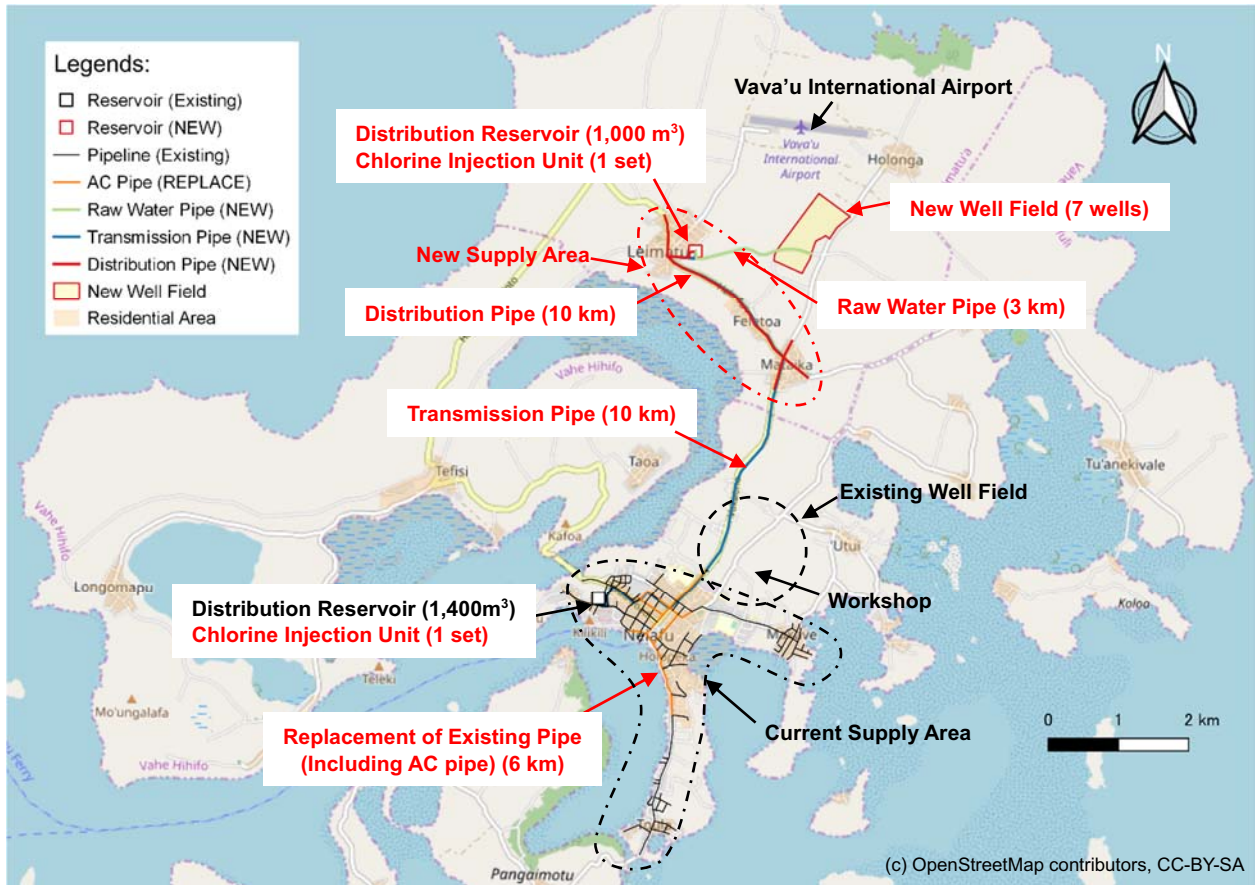 Legends:
Reservoir (Existing)
Reservoir (NEW)
Pipeline (Existing)
AC Pipe (REPLACE)
Raw Water Pipe (NEW)
Transmission Pipe (NEW)
Distribution Pipe (NEW)
New Well Field
Residential Area
N
Vava'u International Airport
Distribution Reservoir (1,000 m³)
Chlorine Injection Unit (1 set)
Vava'u
International
Airport
Holonga
New Well Field (7 wells)
New Supply Area
Leimatu'a
Distribution Pipe (10 km)
Feletoa
Raw Water Pipe (3 km)
Mataika
Vahe Hihifo
Transmission Pipe (10 km)
Taoa
Tefisi
Tu'anekivale
Existing Well Field
Vahe Hihifo
Kafoa
'Utui
Longomapu
Distribution Reservoir (1,400m³)
Chlorine Injection Unit (1 set)
Workshop
Koloa
Neiafu
Teleki
Mo'ungalafa
Replacement of Existing Pipe
(Including AC pipe) (6 km)
Current Supply Area
0 1 2 km
Vahe Hihifo
Ferry
Pangaimotu
(c) OpenStreetMap contributors, CC-BY-SA